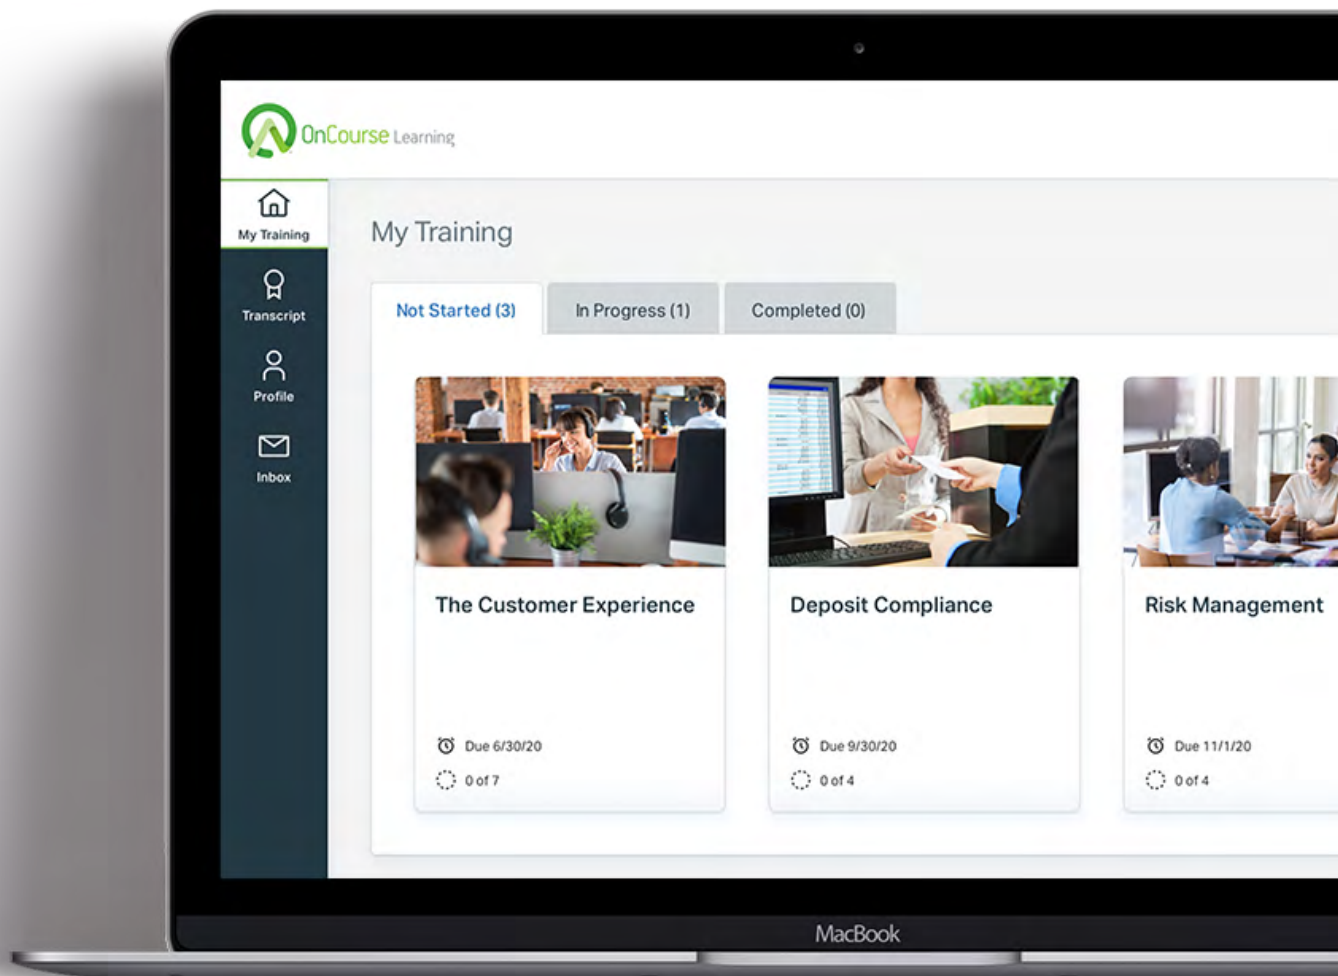 OnCourse Learning
My Training
Transcript
Profile
Inbox
My Training
Not Started (3)
In Progress (1)
Completed (0)
The Customer Experience
Due 6/30/20
0 of 7
Deposit Compliance
Due 9/30/20
0 of 4
Risk Management
Due 11/1/20
0 of 4
MacBook